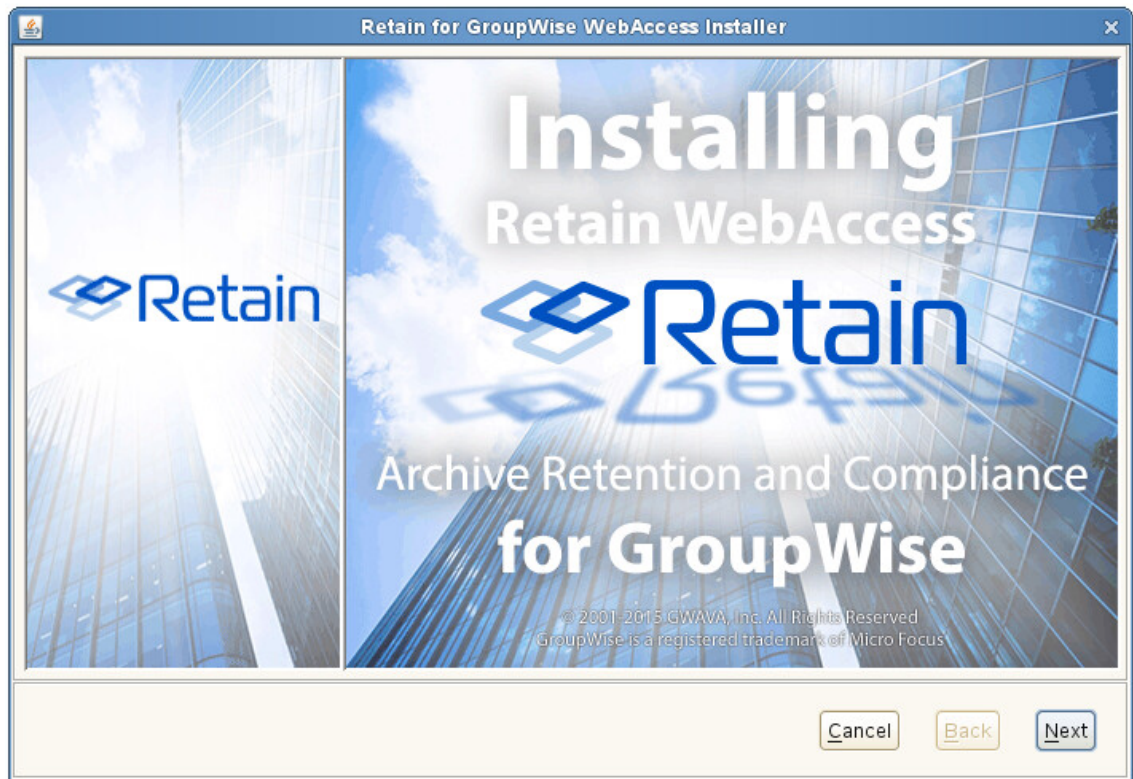 Retain for GroupWise WebAccess Installer
Retain
Installing
Retain WebAccess
Retain
Retain
Archive Retention and Compliance
for GroupWise
© 2001-2015 GWAVA, Inc. All Rights Reserved
GroupWise is a registered trademark of Micro Focus
Cancel
Back
Next